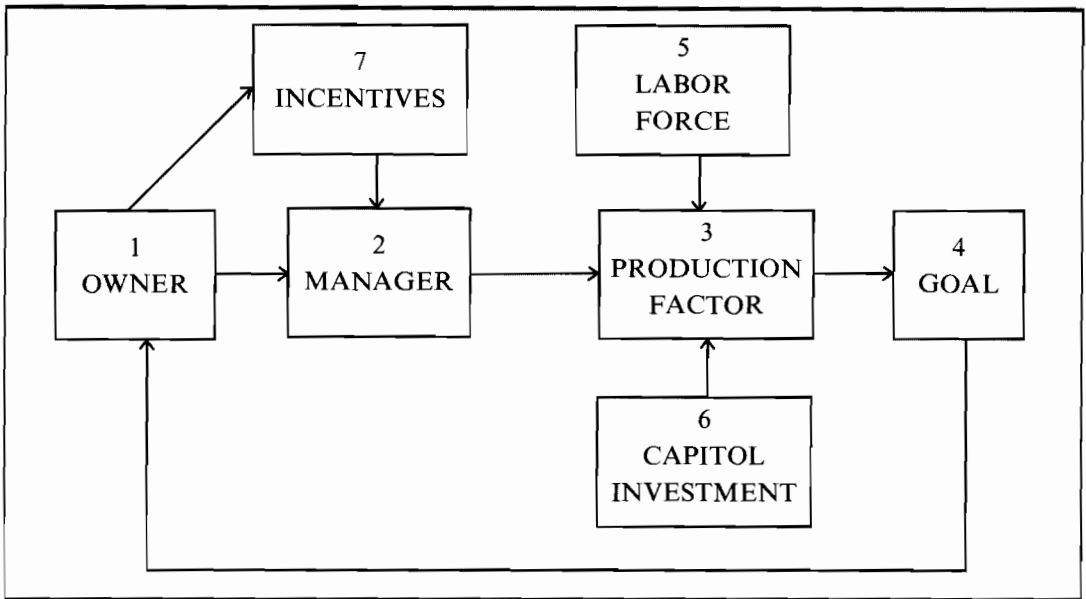 7
INCENTIVES
5
LABOR
FORCE
1
OWNER
2
MANAGER
3
PRODUCTION
FACTOR
4
GOAL
6
CAPITOL
INVESTMENT